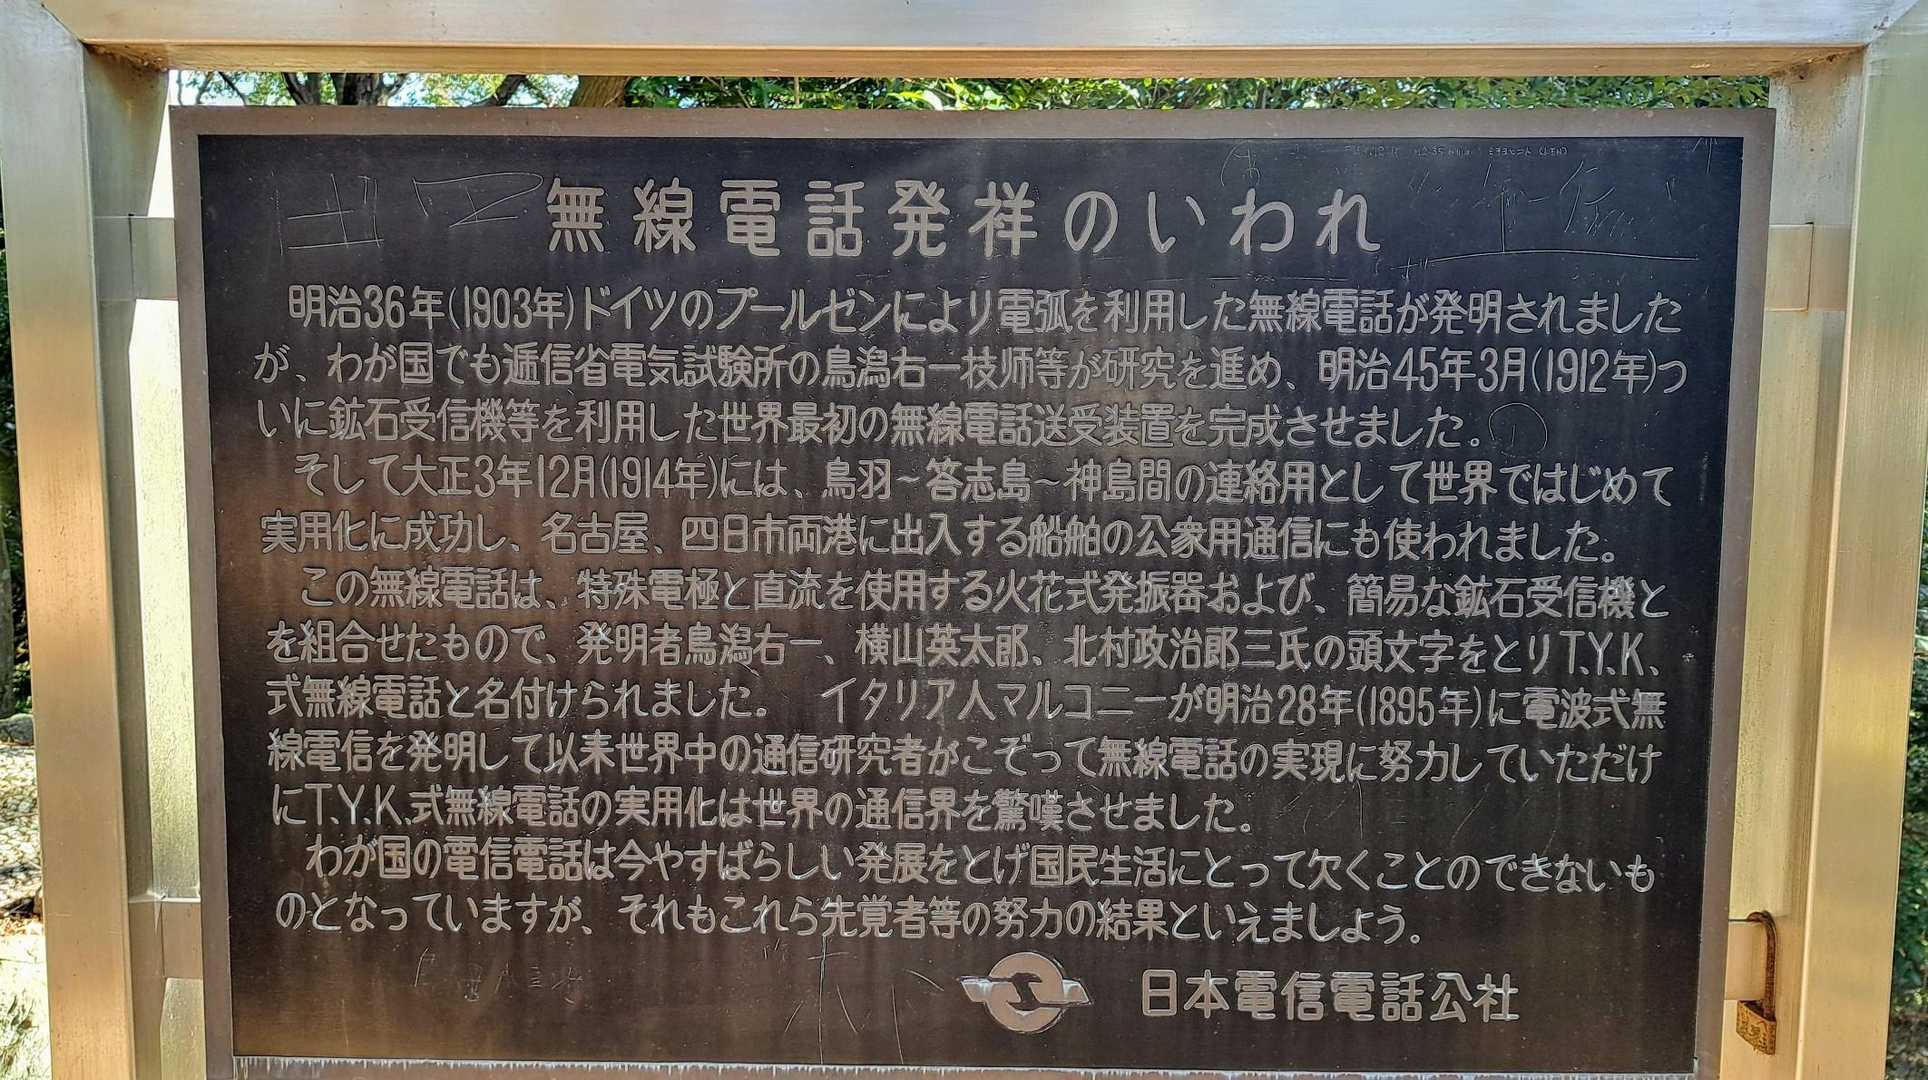 無線電話発祥のいわれ
明治36年(1903年)ドイツのプールゼンにより電弧を利用した無線電話が発明されました
が、わが国でも逓信省電気試験所の鳥潟右一技師等が研究を進め、明治45年3月(1912年)つ
いに鉱石受信機等を利用した世界最初の無線電話送受装置を完成させました。
そして大正3年12月(1914年)には、鳥羽~答志島~神島間の連絡用として世界ではじめて
実用化に成功し、名古屋、四日市両港に出入する船舶の公衆用通信にも使われました。
この無線電話は、特殊電極と直流を使用する火花式発振器および、簡易な鉱石受信機と
を組合せたもので、発明者鳥潟右一、横山英太郎、北村政治郎三氏の頭文字をとりT.Y.K.
式無線電話と名付けられました。 イタリア人マルコニーが明治28年(1895年)に電波式無
線電信を発明して以来世界中の通信研究者がこぞって無線電話の実現に努力していただけ
にT.Y.K.式無線電話の実用化は世界の通信界を驚嘆させました。
わが国の電信電話は今やすばらしい発展をとげ国民生活にとって欠くことのできないも
のとなっていますが、それもこれら先覚者等の努力の結果といえましょう。
日本電信電話公社